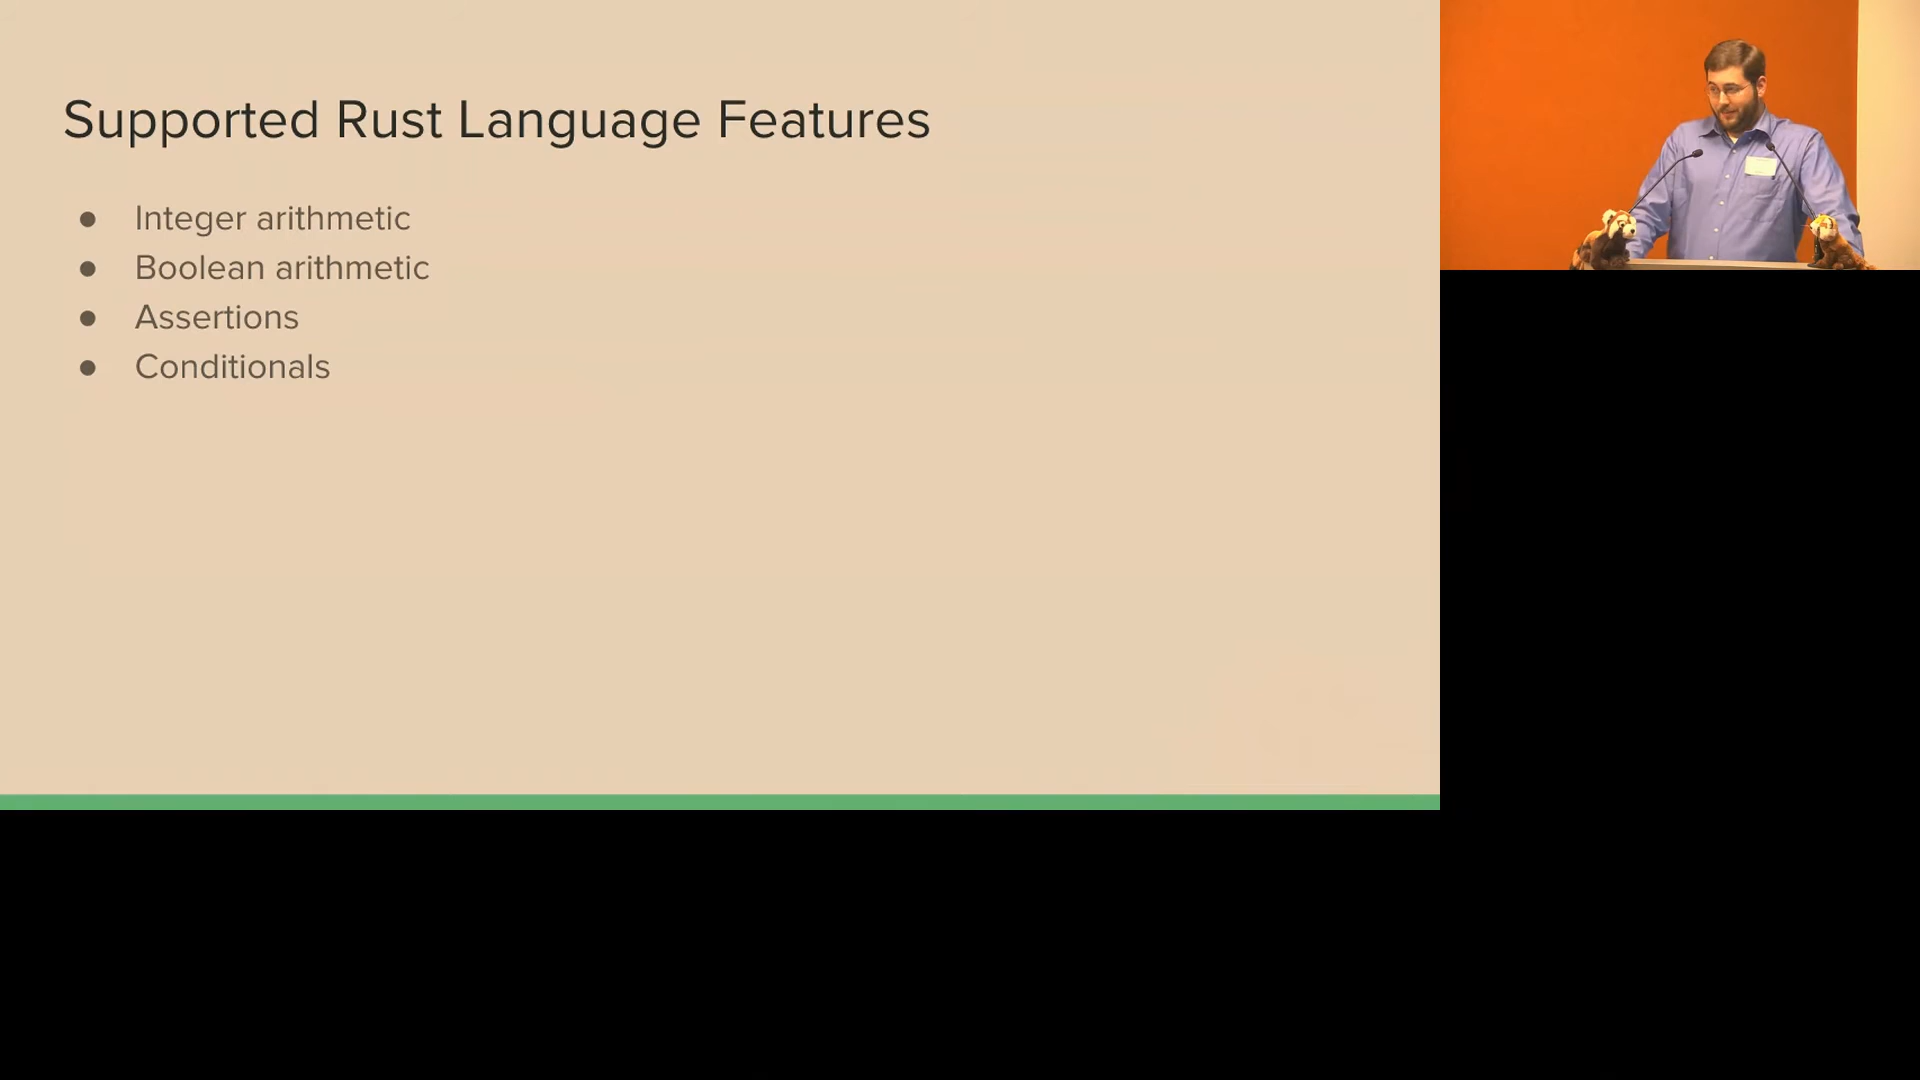 Supported Rust Language Features
● Integer arithmetic
● Boolean arithmetic
● Assertions
● Conditionals